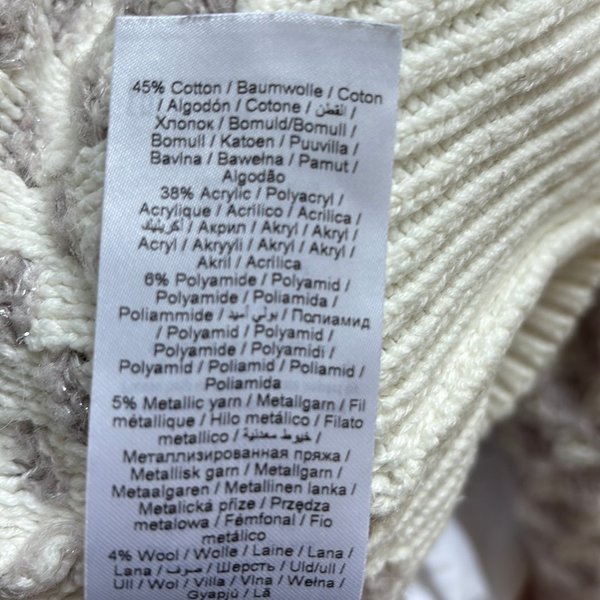 45% Cotton / Baumwolle / Coton
/ Algodón / Cotone / القطن /
Хлопок / Bomuld/Bomull /
Bomull / Katoen / Puuvilla /
Bavlna / Bawełna / Pamut /
Algodão
38% Acrylic / Polyacryl /
Acrylique / Acrílico / Acrilica /
أكريليك / Акрил / Akryl / Akryl /
Acryl / Akryyli / Akryl / Akryl /
Akril / Acrílica
6% Polyamide / Polyamid /
Polyamide / Poliamida /
Poliammide / بولي أميد / Полиамид
/ Polyamid / Polyamid /
Polyamide / Polyamidi /
Polyamid / Poliamid / Poliamid /
Poliamida
5% Metallic yarn / Metallgarn / Fil
métallique / Hilo metálico / Filato
metallico / خيوط معدنية /
Металлизированная пряжа /
Metallisk garn / Metallgarn /
Metaalgaren / Metallinen lanka /
Metalická příze / Przędza
metalowa / Fémfonal / Fio
metálico
4% Wool / Wolle / Laine / Lana /
Lana / صوف / Шерсть / Uld/ull /
Ull / Wol / Villa / Vlna / Wełna /
Gyapjú / Lã